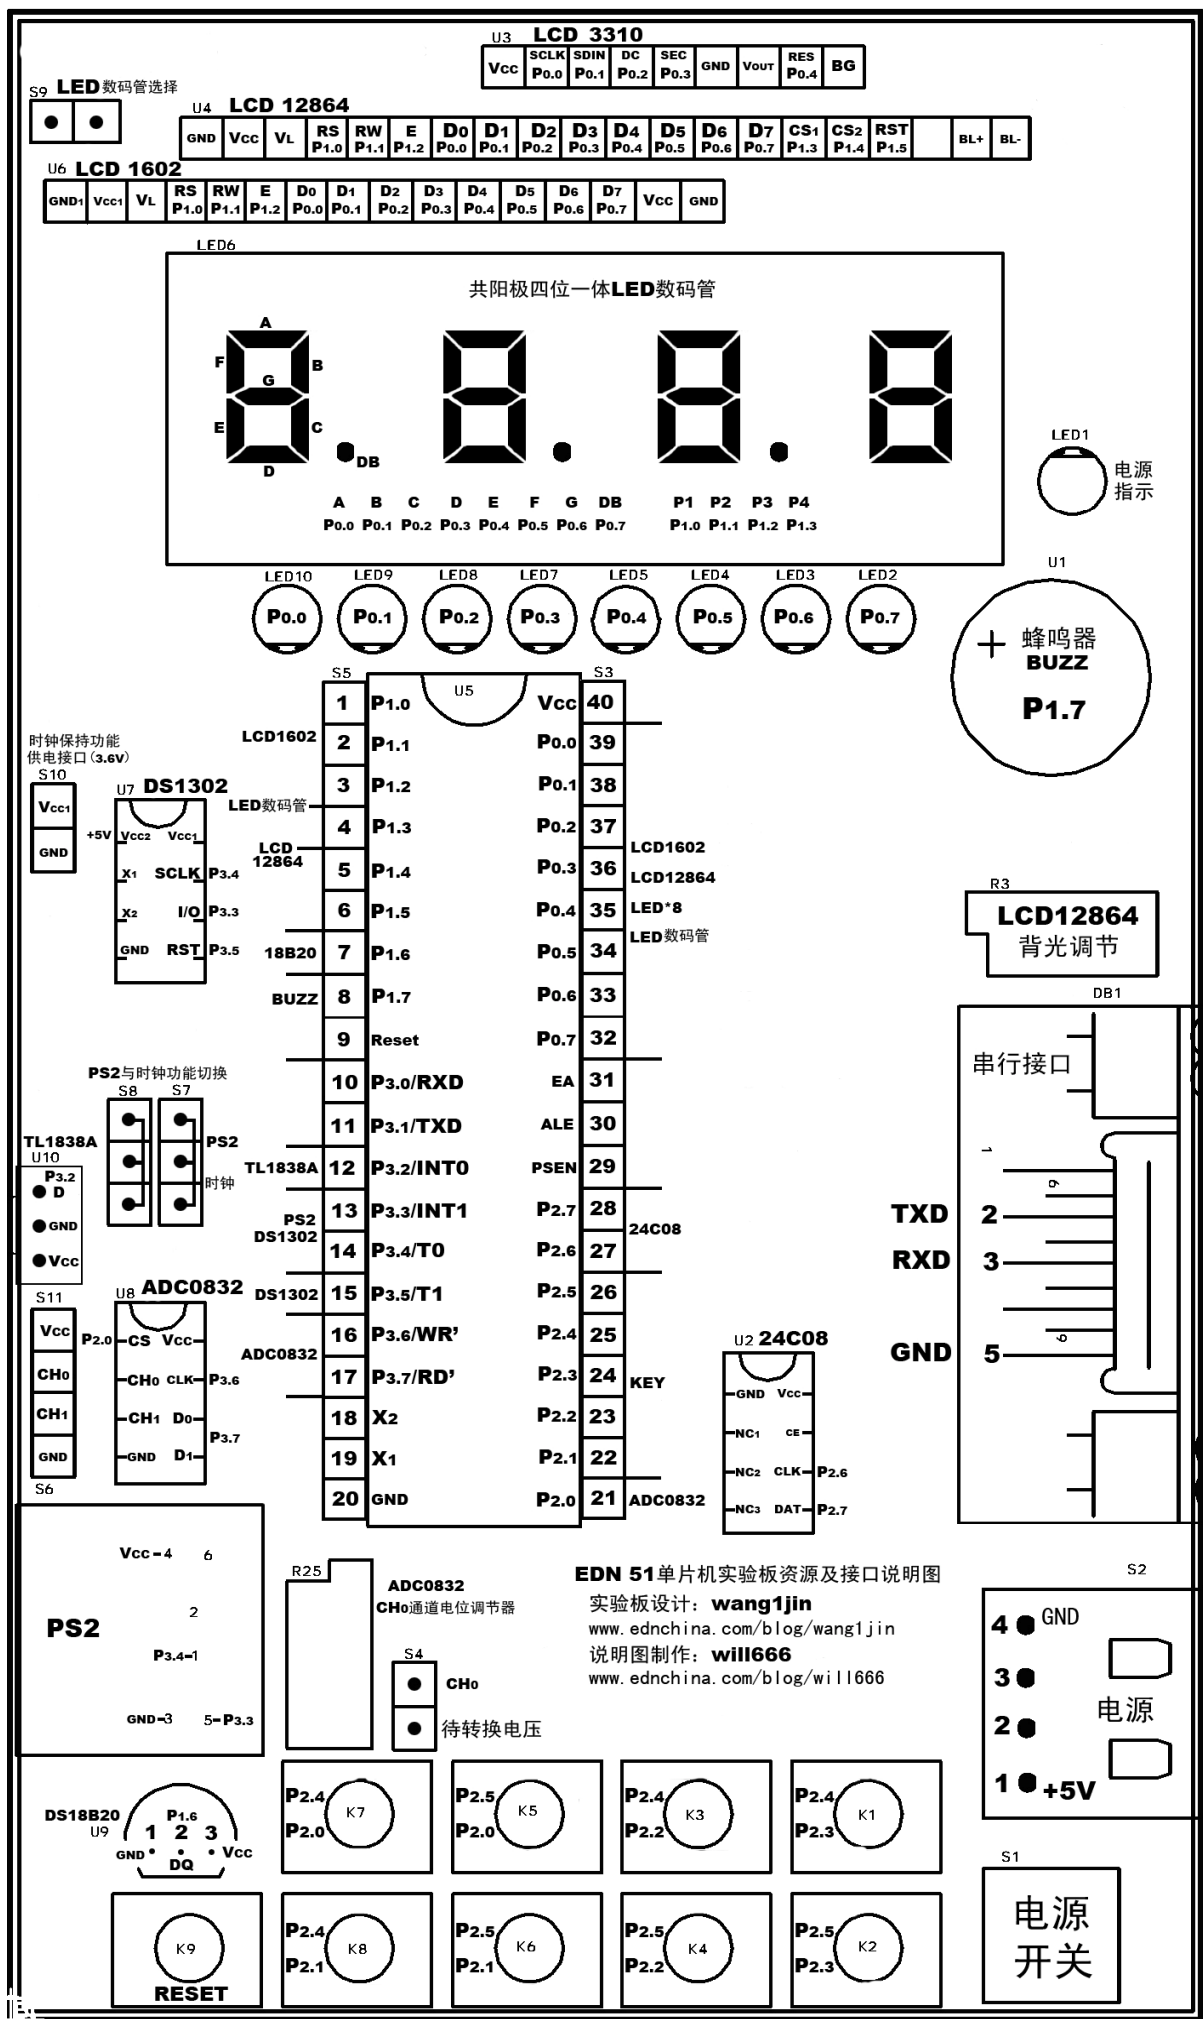 U3 LCD 3310
Vcc SCLK P0.0 SDIN P0.1 DC P0.2 SEC P0.3 GND VOUT RES P0.4 BG
S9 LED数码管选择
U4 LCD 12864
GND Vcc VL RS P1.0 RW P1.1 E P1.2 D0 P0.0 D1 P0.1 D2 P0.2 D3 P0.3 D4 P0.4 D5 P0.5 D6 P0.6 D7 P0.7 CS1 P1.3 CS2 P1.4 RST P1.5 BL+ BL-
U6 LCD 1602
GND1 Vcc1 VL RS P1.0 RW P1.1 E P1.2 D0 P0.0 D1 P0.1 D2 P0.2 D3 P0.3 D4 P0.4 D5 P0.5 D6 P0.6 D7 P0.7 Vcc GND
LED6
共阳极四位一体LED数码管
A
F B
G
E C
DB
D
A B C D E F G DB P1 P2 P3 P4
P0.0 P0.1 P0.2 P0.3 P0.4 P0.5 P0.6 P0.7 P1.0 P1.1 P1.2 P1.3
LED1
电源
指示
LED10 LED9 LED8 LED7 LED5 LED4 LED3 LED2
P0.0 P0.1 P0.2 P0.3 P0.4 P0.5 P0.6 P0.7
U1
+ 蜂鸣器
BUZZ
P1.7
S5 U5 S3
1 P1.0 Vcc 40
2 P1.1 P0.0 39
3 P1.2 P0.1 38
4 P1.3 P0.2 37
5 P1.4 P0.3 36
6 P1.5 P0.4 35
7 P1.6 P0.5 34
8 P1.7 P0.6 33
9 Reset P0.7 32
10 P3.0/RXD EA 31
11 P3.1/TXD ALE 30
12 P3.2/INT0 PSEN 29
13 P3.3/INT1 P2.7 28
14 P3.4/T0 P2.6 27
15 P3.5/T1 P2.5 26
16 P3.6/WR' P2.4 25
17 P3.7/RD' P2.3 24
18 X2 P2.2 23
19 X1 P2.1 22
20 GND P2.0 21
LCD1602
LED数码管
LCD
12864
18B20
BUZZ
TL1838A
PS2
DS1302
DS1302
ADC0832
LCD1602
LCD12864
LED*8
LED数码管
24C08
KEY
ADC0832
时钟保持功能
供电接口(3.6V)
S10
Vcc1
GND
U7 DS1302
+5V Vcc2 Vcc1
X1 SCLK P3.4
X2 I/O P3.3
GND RST P3.5
R3
LCD12864
背光调节
DB1
串行接口
1
6
TXD 2
RXD 3
9
GND 5
PS2与时钟功能切换
S8 S7
PS2
时钟
TL1838A
U10
P3.2
D
GND
Vcc
S11
Vcc
CH0
CH1
GND
S6
U8 ADC0832
P2.0 CS Vcc
CH0 CLK P3.6
CH1 D0
P3.7
GND D1
U2 24C08
GND Vcc
NC1 CE
NC2 CLK P2.6
NC3 DAT P2.7
Vcc-4 6
2
PS2
P3.4-1
GND-3 5-P3.3
R25
ADC0832
CH0通道电位调节器
S4
CH0
待转换电压
EDN 51单片机实验板资源及接口说明图
实验板设计：wang1jin
www.ednchina.com/blog/wang1jin
说明图制作：will666
www.ednchina.com/blog/will666
S2
4 GND
3
电源
2
1 +5V
DS18B20
U9
P1.6
1 2 3
GND Vcc
DQ
P2.4 K7
P2.0
P2.5 K5
P2.0
P2.4 K3
P2.2
P2.4 K1
P2.3
S1
电源
开关
K9
RESET
P2.4 K8
P2.1
P2.5 K6
P2.1
P2.5 K4
P2.2
P2.5 K2
P2.3